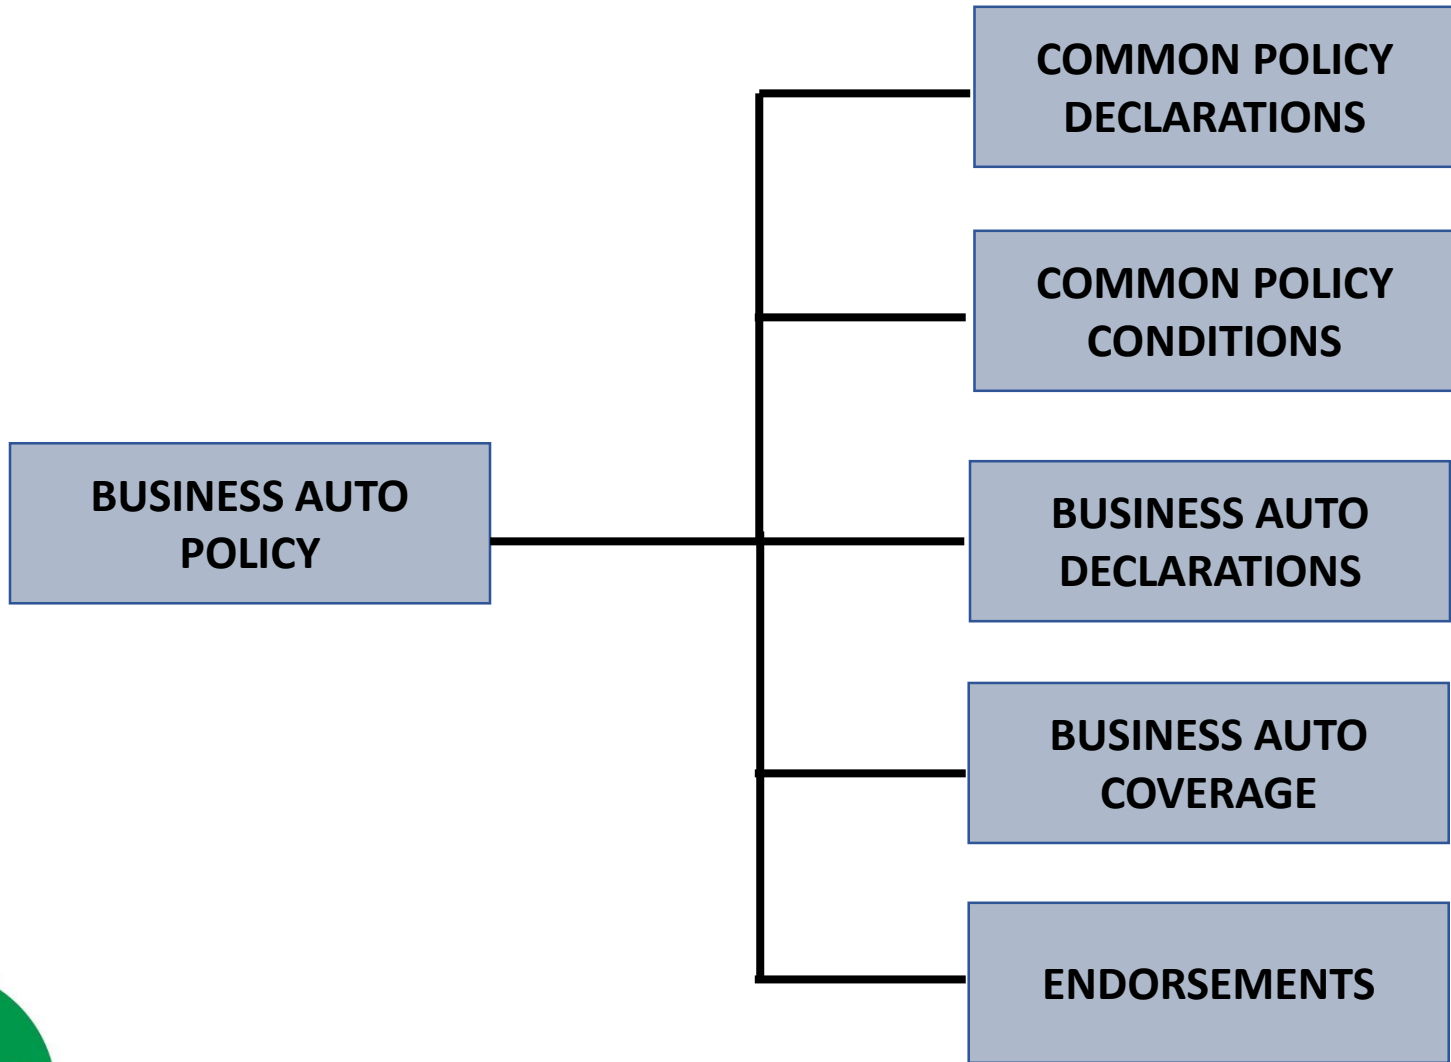 COMMON POLICY
DECLARATIONS
COMMON POLICY
CONDITIONS
BUSINESS AUTO
POLICY
BUSINESS AUTO
DECLARATIONS
BUSINESS AUTO
COVERAGE
ENDORSEMENTS